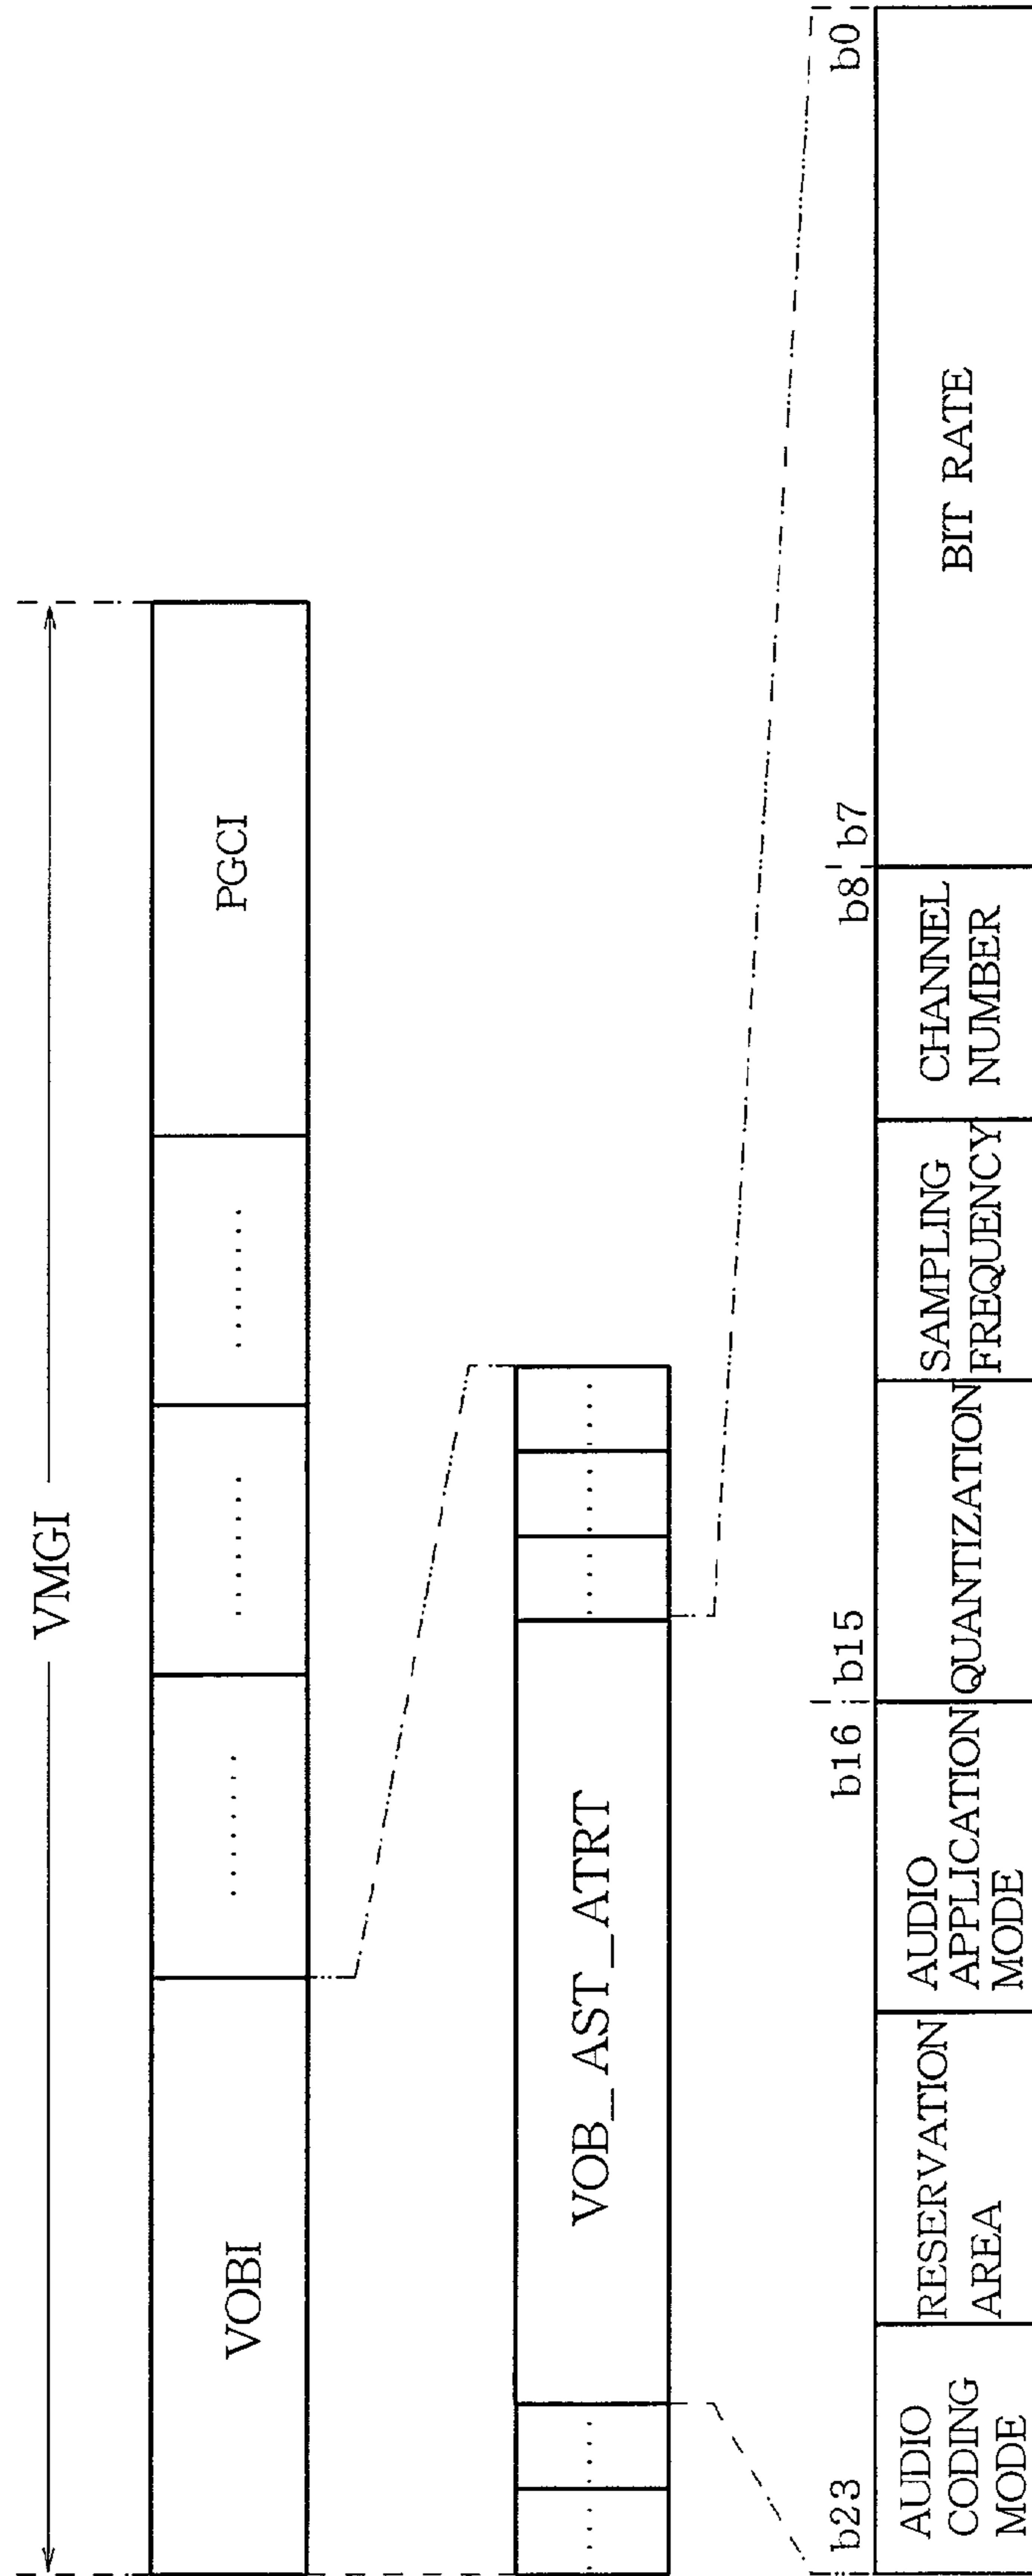 VMGI
VOBI
.......
.......
.......
PGCI
.....
.....
VOB_AST_ATRT
.....
.....
.....
b23
b16
b15
b8
b7
b0
AUDIO
CODING
MODE
RESERVATION
AREA
AUDIO
APPLICATION
MODE
QUANTIZATION
SAMPLING
FREQUENCY
CHANNEL
NUMBER
BIT RATE